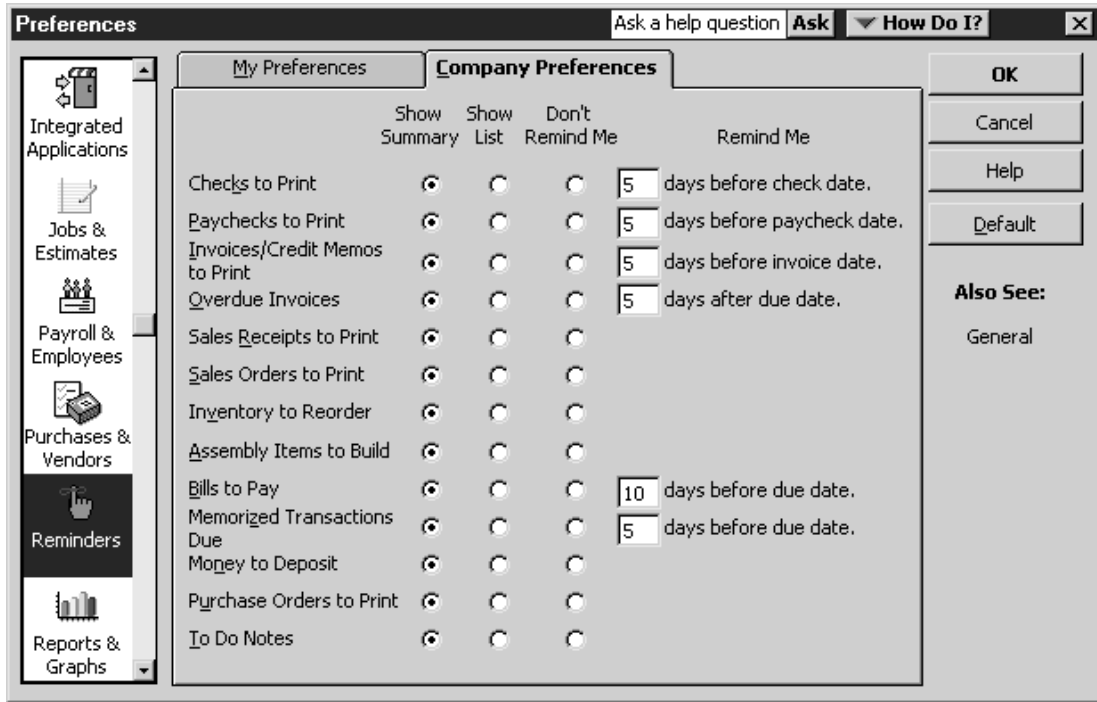 Preferences
Ask a help question Ask How Do I?
Integrated
Applications
Jobs &
Estimates
Payroll &
Employees
Purchases &
Vendors
Reminders
Reports &
Graphs
My Preferences Company Preferences
Show Show Don't
Summary List Remind Me Remind Me
Checks to Print 5 days before check date.
Paychecks to Print 5 days before paycheck date.
Invoices/Credit Memos
to Print 5 days before invoice date.
Overdue Invoices 5 days after due date.
Sales Receipts to Print
Sales Orders to Print
Inventory to Reorder
Assembly Items to Build
Bills to Pay 10 days before due date.
Memorized Transactions
Due 5 days before due date.
Money to Deposit
Purchase Orders to Print
To Do Notes
OK
Cancel
Help
Default
Also See:
General